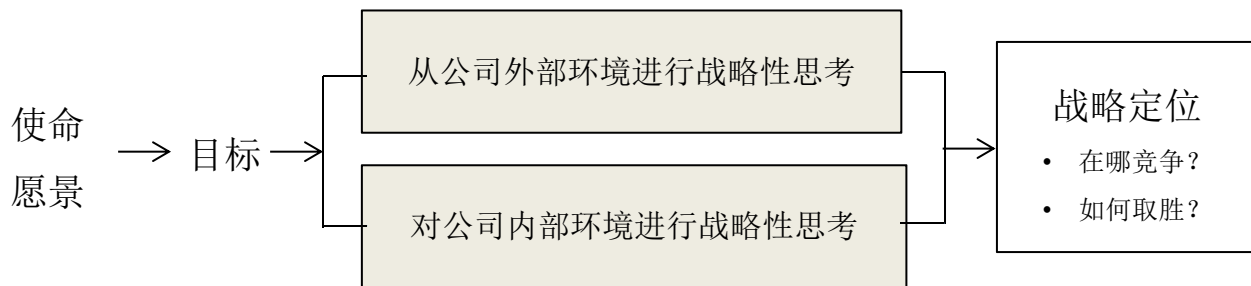 使命
愿景
目标
从公司外部环境进行战略性思考
对公司内部环境进行战略性思考
战略定位
• 在哪竞争？
• 如何取胜？